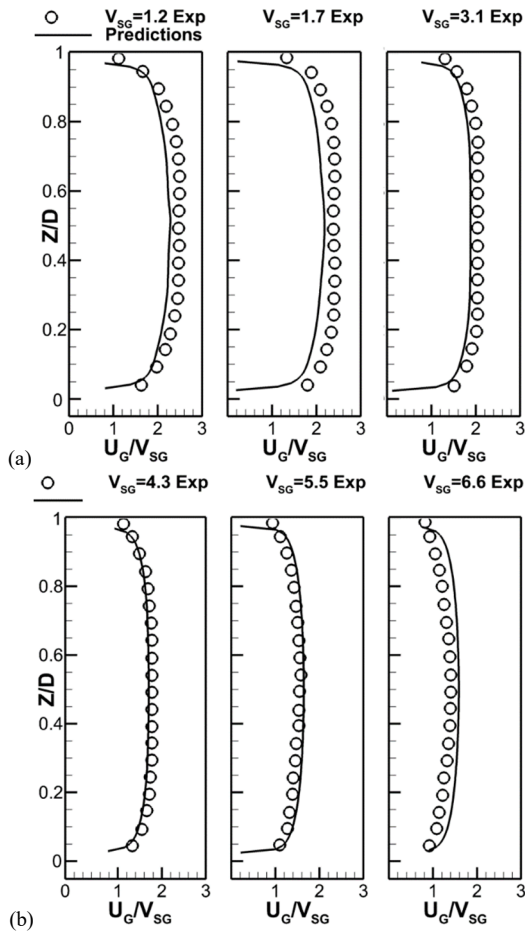 V_SG=1.2 Exp V_SG=1.7 Exp V_SG=3.1 Exp
Predictions
1
0.8
0.6
Z/D
0.4
0.2
0
0 1 2 3 1 2 3 1 2 3
U_G/V_SG U_G/V_SG U_G/V_SG
(a)
V_SG=4.3 Exp V_SG=5.5 Exp V_SG=6.6 Exp
1
0.8
0.6
Z/D
0.4
0.2
0
0 1 2 3 1 2 3 1 2 3
U_G/V_SG U_G/V_SG U_G/V_SG
(b)